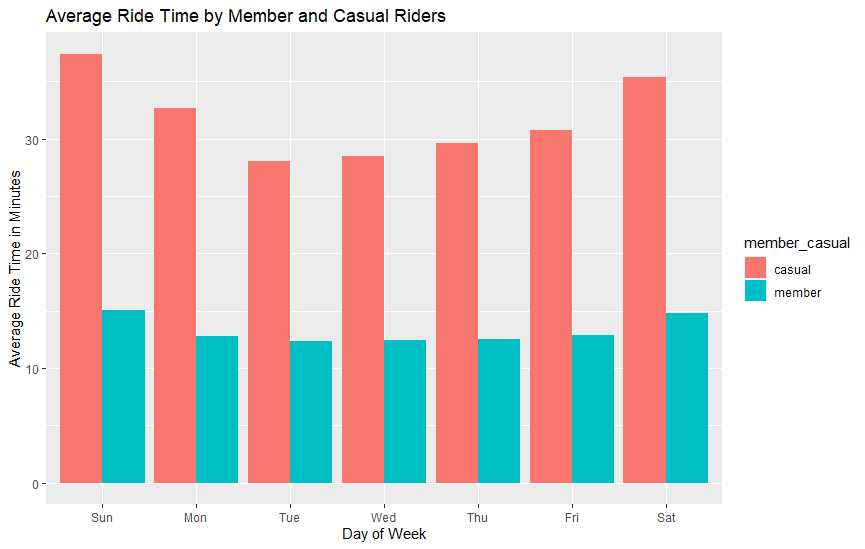 Average Ride Time by Member and Casual Riders
Average Ride Time in Minutes
30
20
10
0
Sun Mon Tue Wed Thu Fri Sat
Day of Week
member_casual
casual
member